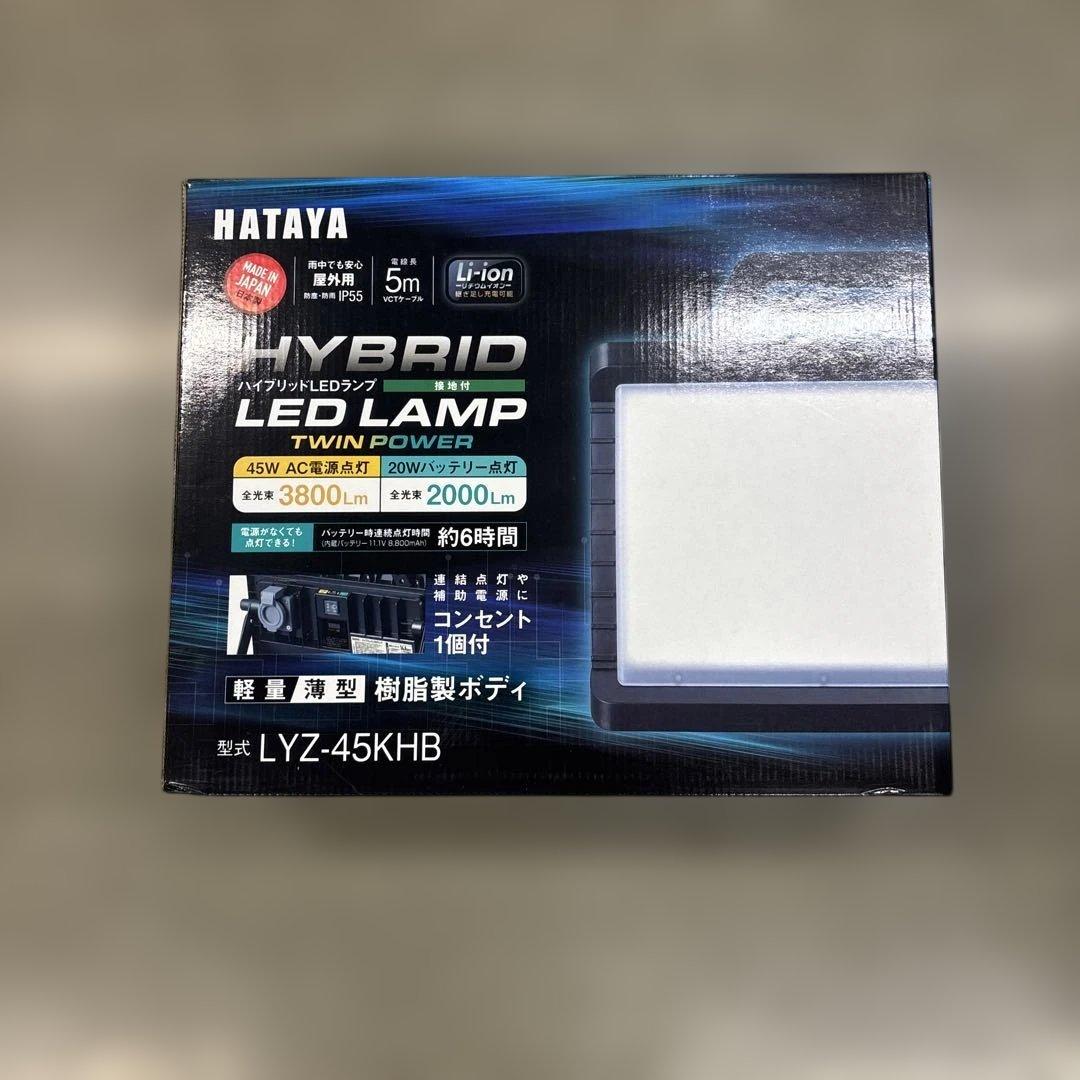 HATAYA
MADE IN
JAPAN
日本製
雨中でも安心
屋外用
防塵・防雨 IP55
電線長
5m
VCTケーブル
Li-ion
ーリチウムイオンー
継ぎ足し充電可能
HYBRID
ハイブリッドLEDランプ 接地付
LED LAMP
TWIN POWER
45W AC電源点灯 20Wバッテリー点灯
全光束 3800Lm 全光束 2000Lm
電源がなくても
点灯できる!
バッテリー時連続点灯時間
(内蔵バッテリー 11.1V 8,800mAh)
約6時間
連結点灯や
補助電源に
コンセント
1個付
軽量/薄型 樹脂製ボディ
型式 LYZ-45KHB